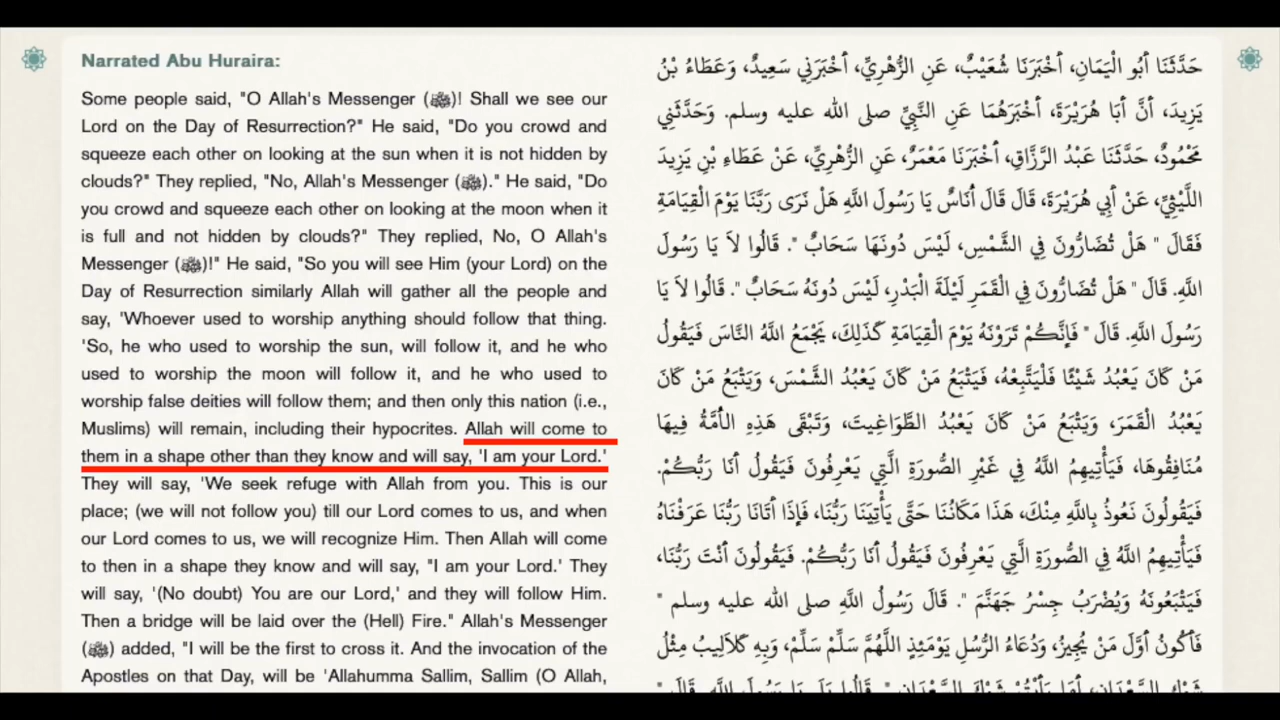 Narrated Abu Huraira:
Some people said, "O Allah's Messenger (ﷺ)! Shall we see our
Lord on the Day of Resurrection?" He said, "Do you crowd and
squeeze each other on looking at the sun when it is not hidden by
clouds?" They replied, "No, Allah's Messenger (ﷺ)." He said, "Do
you crowd and squeeze each other on looking at the moon when it
is full and not hidden by clouds?" They replied, No, O Allah's
Messenger (ﷺ)!" He said, "So you will see Him (your Lord) on the
Day of Resurrection similarly Allah will gather all the people and
say, 'Whoever used to worship anything should follow that thing.
'So, he who used to worship the sun, will follow it, and he who
used to worship the moon will follow it, and he who used to
worship false deities will follow them; and then only this nation (i.e.,
Muslims) will remain, including their hypocrites. Allah will come to
them in a shape other than they know and will say, 'I am your Lord.'
They will say, 'We seek refuge with Allah from you. This is our
place; (we will not follow you) till our Lord comes to us, and when
our Lord comes to us, we will recognize Him. Then Allah will come
to then in a shape they know and will say, "I am your Lord.' They
will say, '(No doubt) You are our Lord,' and they will follow Him.
Then a bridge will be laid over the (Hell) Fire." Allah's Messenger
(ﷺ) added, "I will be the first to cross it. And the invocation of the
Apostles on that Day, will be 'Allahumma Sallim, Sallim (O Allah,
حَدَّثَنَا أَبُو الْيَمَانِ، أَخْبَرَنَا شُعَيْبٌ، عَنِ الزُّهْرِيِّ، أَخْبَرَنِي سَعِيدٌ، وَعَطَاءُ بْنُ
يَزِيدَ، أَنَّ أَبَا هُرَيْرَةَ، أَخْبَرَهُمَا عَنِ النَّبِيِّ صلى الله عليه وسلم. وَحَدَّثَنِي
مَحْمُودٌ، حَدَّثَنَا عَبْدُ الرَّزَّاقِ، أَخْبَرَنَا مَعْمَرٌ، عَنِ الزُّهْرِيِّ، عَنْ عَطَاءِ بْنِ يَزِيدَ
اللَّيْثِيِّ، عَنْ أَبِي هُرَيْرَةَ، قَالَ قَالَ أُنَاسٌ يَا رَسُولَ اللَّهِ هَلْ نَرَى رَبَّنَا يَوْمَ الْقِيَامَةِ
فَقَالَ " هَلْ تُضَارُّونَ فِي الشَّمْسِ، لَيْسَ دُونَهَا سَحَابٌ ". قَالُوا لاَ يَا رَسُولَ
اللَّهِ. قَالَ " هَلْ تُضَارُّونَ فِي الْقَمَرِ لَيْلَةَ الْبَدْرِ، لَيْسَ دُونَهُ سَحَابٌ ". قَالُوا لاَ يَا
رَسُولَ اللَّهِ. قَالَ " فَإِنَّكُمْ تَرَوْنَهُ يَوْمَ الْقِيَامَةِ كَذَلِكَ، يَجْمَعُ اللَّهُ النَّاسَ فَيَقُولُ
مَنْ كَانَ يَعْبُدُ شَيْئًا فَلْيَتَّبِعْهُ، فَيَتْبَعُ مَنْ كَانَ يَعْبُدُ الشَّمْسَ، وَيَتْبَعُ مَنْ كَانَ
يَعْبُدُ الْقَمَرَ، وَيَتْبَعُ مَنْ كَانَ يَعْبُدُ الطَّوَاغِيتَ، وَتَبْقَى هَذِهِ الأُمَّةُ فِيهَا
مُنَافِقُوهَا، فَيَأْتِيهِمُ اللَّهُ فِي غَيْرِ الصُّورَةِ الَّتِي يَعْرِفُونَ فَيَقُولُ أَنَا رَبُّكُمْ.
فَيَقُولُونَ نَعُوذُ بِاللَّهِ مِنْكَ، هَذَا مَكَانُنَا حَتَّى يَأْتِيَنَا رَبُّنَا، فَإِذَا أَتَانَا رَبُّنَا عَرَفْنَاهُ
فَيَأْتِيهِمُ اللَّهُ فِي الصُّورَةِ الَّتِي يَعْرِفُونَ فَيَقُولُ أَنَا رَبُّكُمْ. فَيَقُولُونَ أَنْتَ رَبُّنَا،
فَيَتْبَعُونَهُ وَيُضْرَبُ جِسْرُ جَهَنَّمَ ". قَالَ رَسُولُ اللَّهِ صلى الله عليه وسلم "
فَأَكُونُ أَوَّلَ مَنْ يُجِيزُ، وَدُعَاءُ الرُّسُلِ يَوْمَئِذٍ اللَّهُمَّ سَلِّمْ سَلِّمْ، وَبِهِ كَلاَلِيبُ مِثْلُ
شَوْكِ السَّعْدَانِ، أَمَا رَأَيْتُمْ شَوْكَ السَّعْدَانِ ". قَالُوا بَلَى يَا رَسُولَ اللَّهِ. قَالَ "